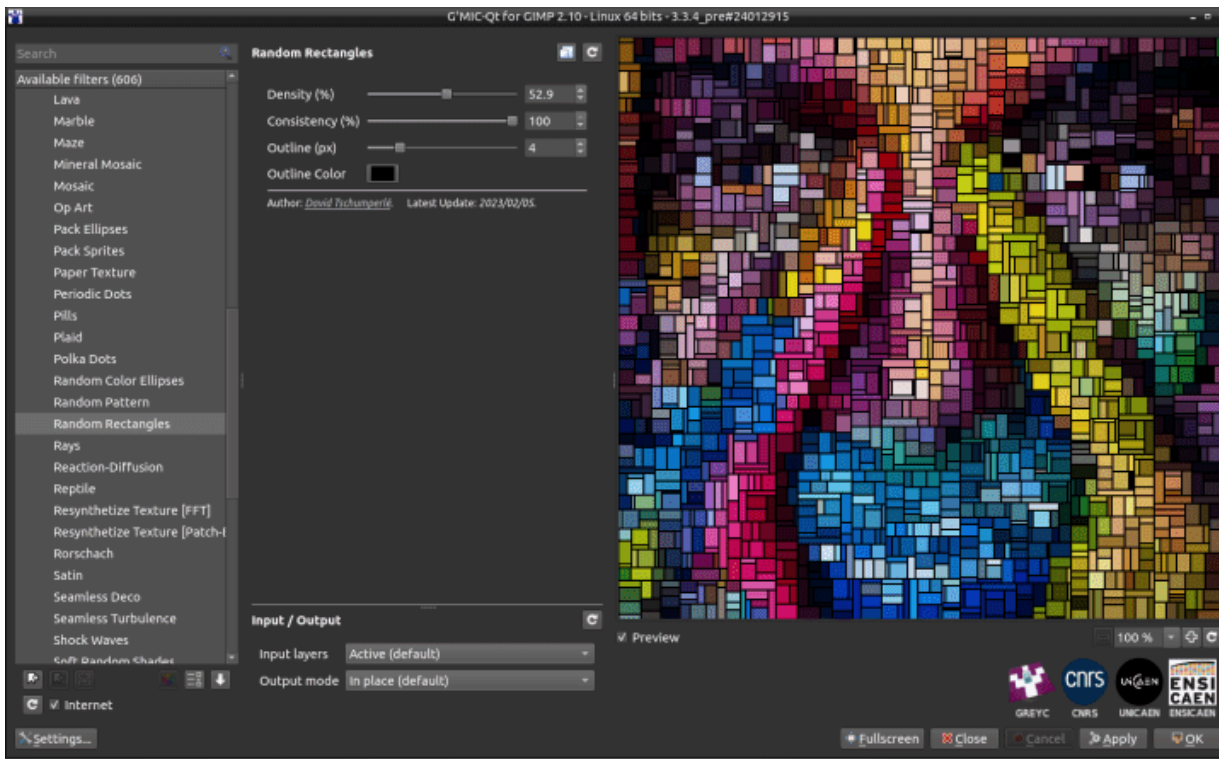 G'MIC-Qt for GIMP 2.10 - Linux 64 bits - 3.3.4_pre#24012915
Search
Available filters (606)
Lava
Marble
Maze
Mineral Mosaic
Mosaic
Op Art
Pack Ellipses
Pack Sprites
Paper Texture
Periodic Dots
Pills
Plaid
Polka Dots
Random Color Ellipses
Random Pattern
Random Rectangles
Rays
Reaction-Diffusion
Reptile
Resynthetize Texture [FFT]
Resynthetize Texture [Patch-
Rorschach
Satin
Seamless Deco
Seamless Turbulence
Shock Waves
Soft Random Shades
Internet
Settings...
Random Rectangles
Density (%) 52.9
Consistency (%) 100
Outline (px) 4
Outline Color
Author: David Tschumperlé. Latest Update: 2023/02/05.
Input / Output
Input layers Active (default)
Output mode In place (default)
Preview
100 %
GREYC
cnrs
CNRS
UNICAEN
UNICAEN
ENSI
CAEN
ENSICAEN
Fullscreen
Close
Cancel
Apply
OK